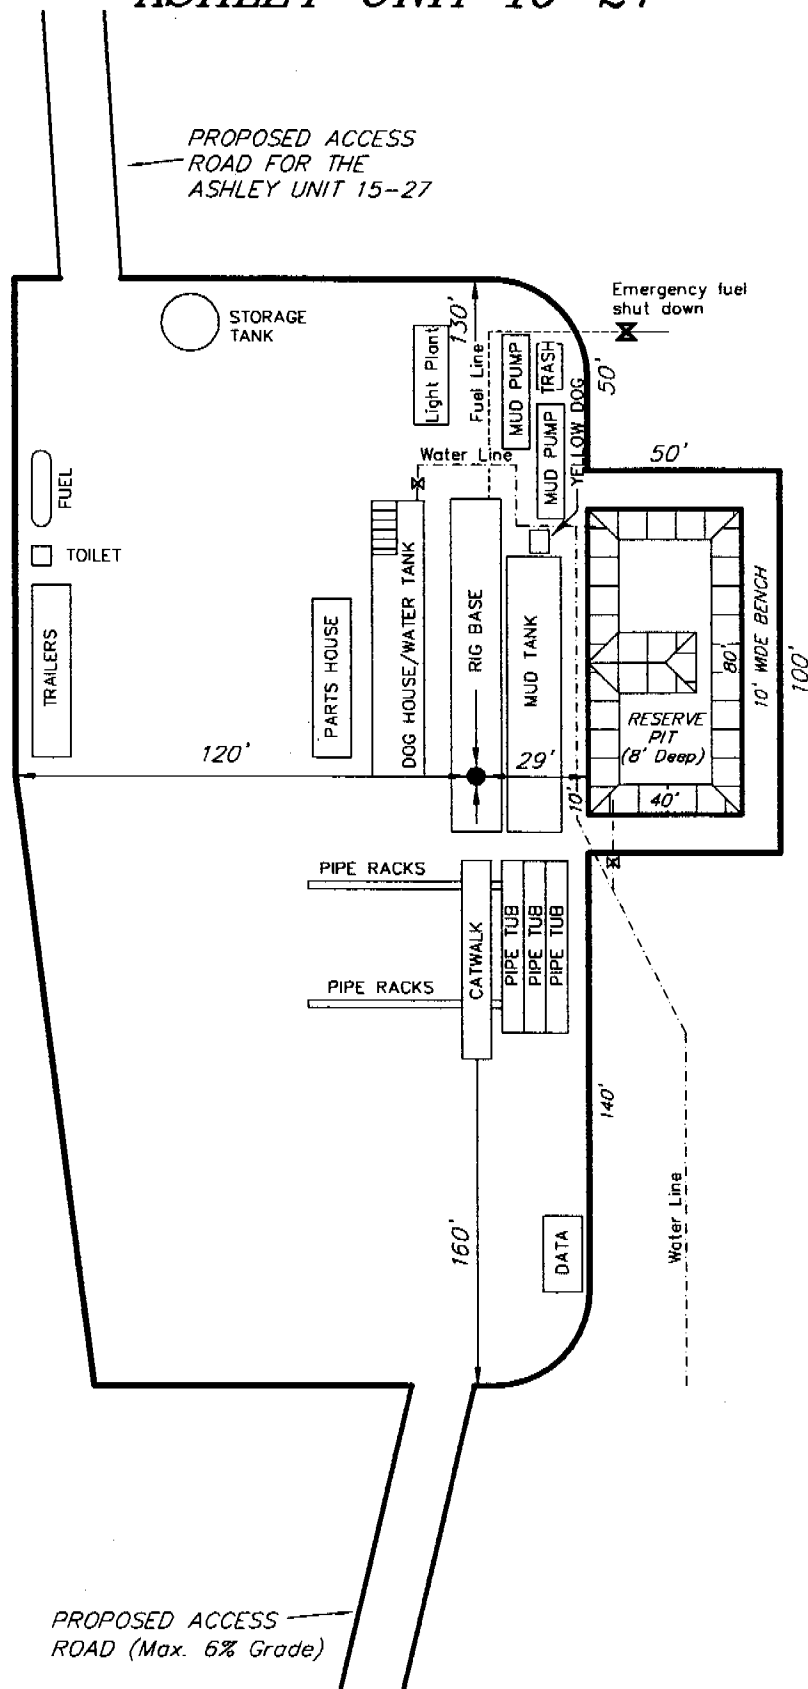 ASHLEY UNIT
PROPOSED ACCESS
ROAD FOR THE
ASHLEY UNIT 15-27
Emergency fuel
shut down
STORAGE
TANK
130'
Light Plant
Fuel Line
MUD PUMP
TRASH
50'
MUD PUMP
YELLOW DOG
50'
Water Line
FUEL
TOILET
TRAILERS
PARTS HOUSE
DOG HOUSE/WATER TANK
RIG BASE
MUD TANK
80'
10' WIDE BENCH
100'
RESERVE
PIT
(8' Deep)
120'
29'
10'
40'
PIPE RACKS
CATWALK
PIPE TUB
PIPE TUB
PIPE TUB
PIPE RACKS
140'
160'
Water Line
DATA
PROPOSED ACCESS
ROAD (Max. 6% Grade)